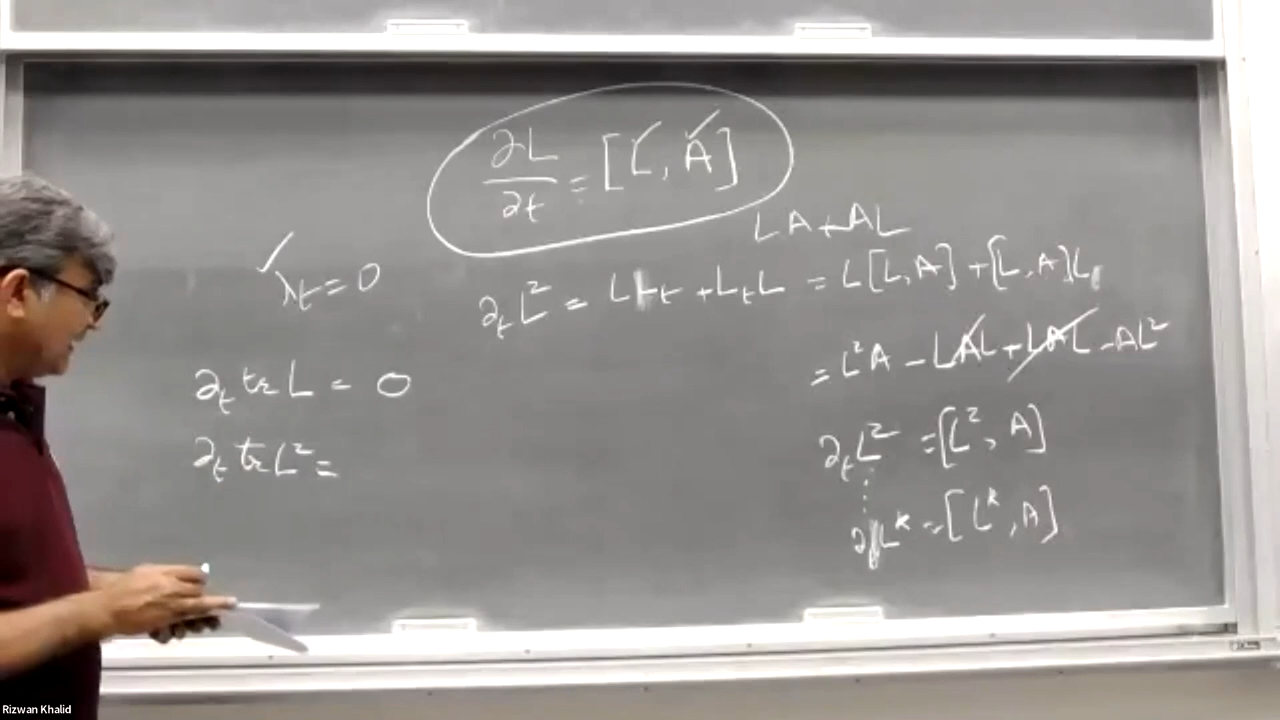 ∂L/∂t = [L, A]
LA + AL
λ_t = 0
∂_t L² = L L_t + L_t L = L[L, A] + [L, A]L
= L²A - LAL + LAL - AL²
∂_t tr L = 0
∂_t L² = [L², A]
∂_t tr L² =
⋮
∂_t L^k = [L^k, A]
Rizwan Khalid